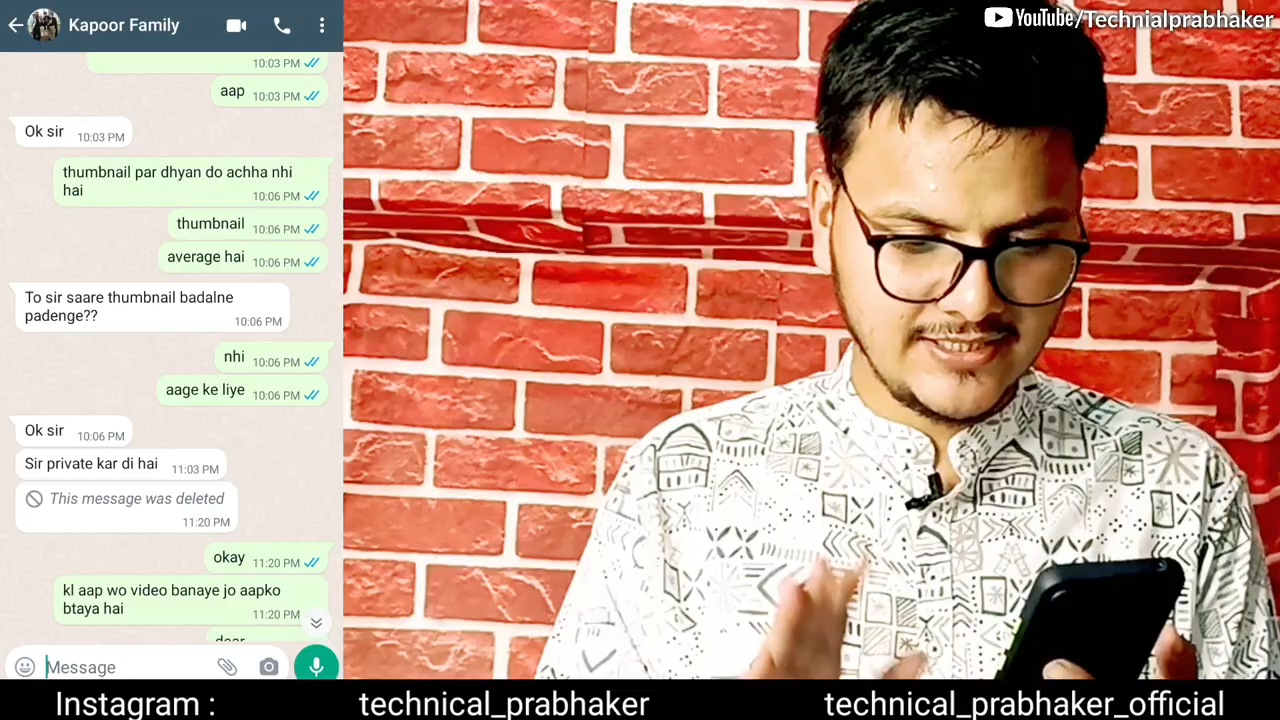 Kapoor Family
YouTube/Technialprabhaker
10:03 PM
aap 10:03 PM
Ok sir 10:03 PM
thumbnail par dhyan do achha nhi
hai 10:06 PM
thumbnail 10:06 PM
average hai 10:06 PM
To sir saare thumbnail badalne
padenge??
10:06 PM
nhi 10:06 PM
aage ke liye 10:06 PM
Ok sir 10:06 PM
Sir private kar di hai 11:03 PM
This message was deleted
11:20 PM
okay 11:20 PM
kl aap wo video banaye jo aapko
btaya hai 11:20 PM
Message
Instagram : technical_prabhaker technical_prabhaker_official